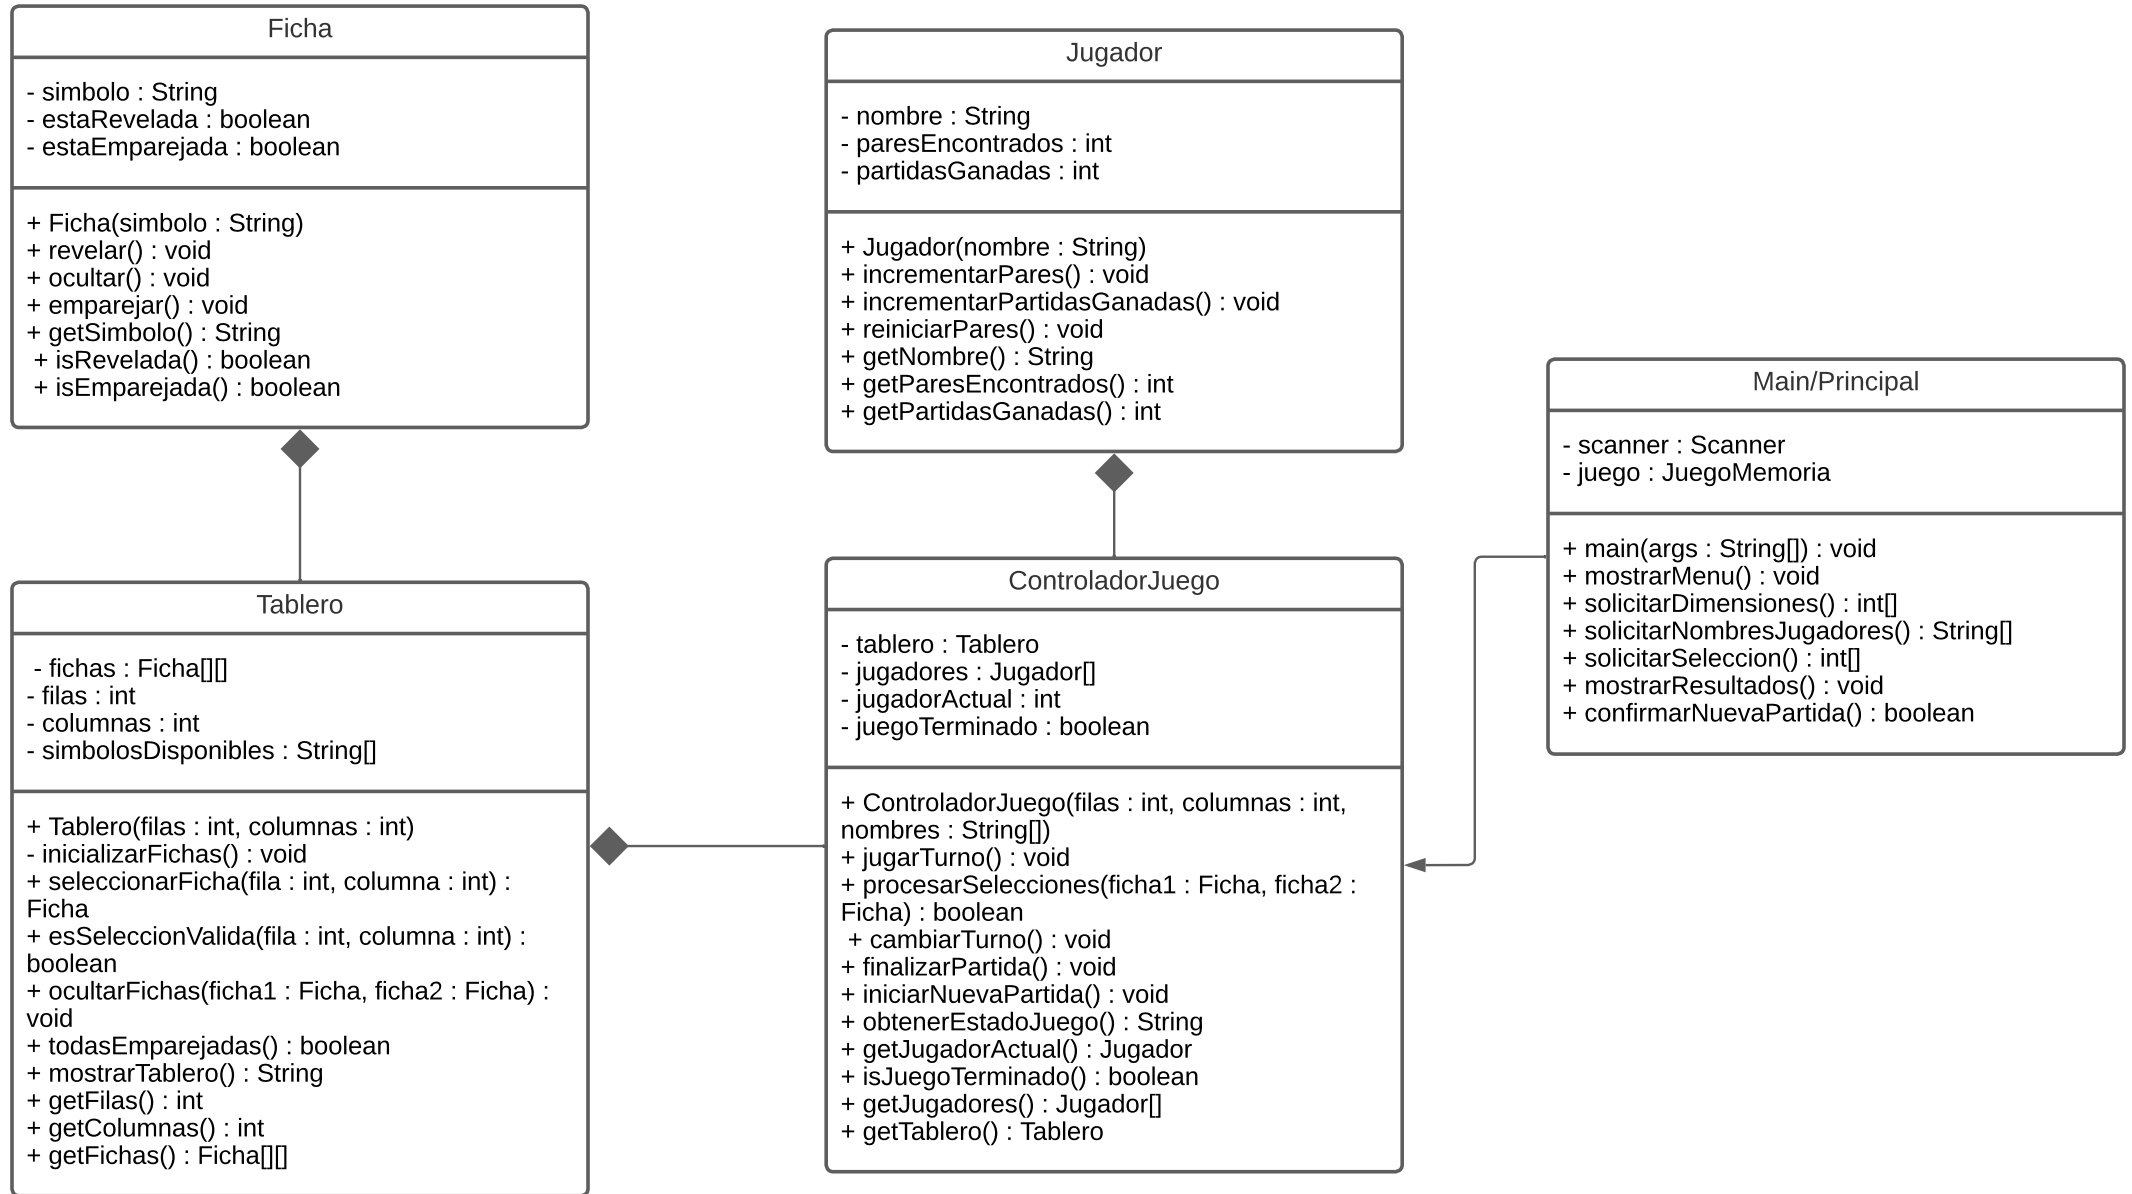 Ficha
- simbolo : String
- estaRevelada : boolean
- estaEmparejada : boolean
+ Ficha(simbolo : String)
+ revelar() : void
+ ocultar() : void
+ emparejar() : void
+ getSimbolo() : String
+ isRevelada() : boolean
+ isEmparejada() : boolean
Jugador
- nombre : String
- paresEncontrados : int
- partidasGanadas : int
+ Jugador(nombre : String)
+ incrementarPares() : void
+ incrementarPartidasGanadas() : void
+ reiniciarPares() : void
+ getNombre() : String
+ getParesEncontrados() : int
+ getPartidasGanadas() : int
Main/Principal
- scanner : Scanner
- juego : JuegoMemoria
+ main(args : String[]) : void
+ mostrarMenu() : void
+ solicitarDimensiones() : int[]
+ solicitarNombresJugadores() : String[]
+ solicitarSeleccion() : int[]
+ mostrarResultados() : void
+ confirmarNuevaPartida() : boolean
Tablero
- fichas : Ficha[][]
- filas : int
- columnas : int
- simbolosDisponibles : String[]
+ Tablero(filas : int, columnas : int)
- inicializarFichas() : void
+ seleccionarFicha(fila : int, columna : int) :
Ficha
+ esSeleccionValida(fila : int, columna : int) :
boolean
+ ocultarFichas(ficha1 : Ficha, ficha2 : Ficha) :
void
+ todasEmparejadas() : boolean
+ mostrarTablero() : String
+ getFilas() : int
+ getColumnas() : int
+ getFichas() : Ficha[][]
ControladorJuego
- tablero : Tablero
- jugadores : Jugador[]
- jugadorActual : int
- juegoTerminado : boolean
+ ControladorJuego(filas : int, columnas : int,
nombres : String[])
+ jugarTurno() : void
+ procesarSelecciones(ficha1 : Ficha, ficha2 :
Ficha) : boolean
+ cambiarTurno() : void
+ finalizarPartida() : void
+ iniciarNuevaPartida() : void
+ obtenerEstadoJuego() : String
+ getJugadorActual() : Jugador
+ isJuegoTerminado() : boolean
+ getJugadores() : Jugador[]
+ getTablero() : Tablero